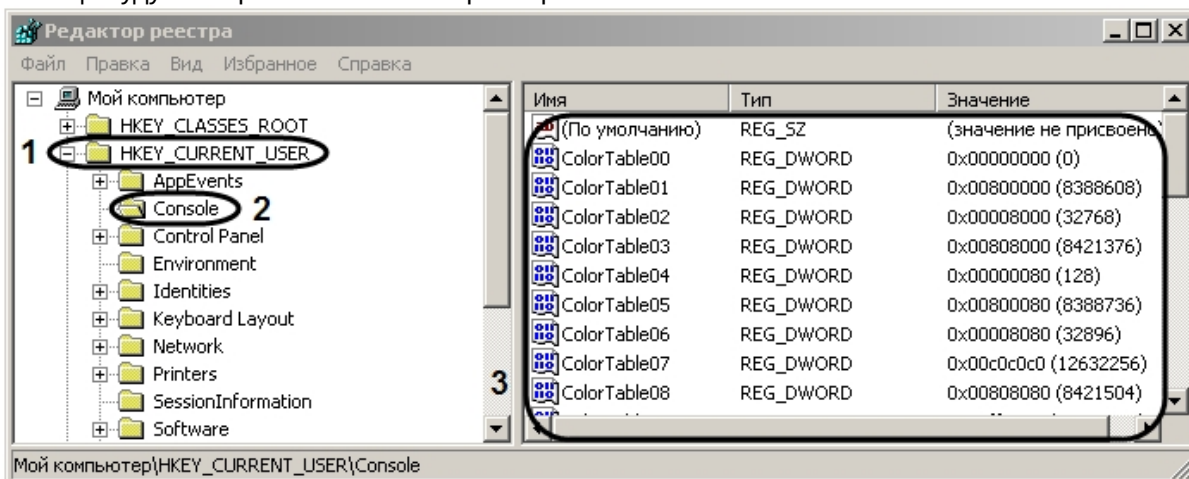 Редактор реестра
Файл Правка Вид Избранное Справка
Мой компьютер
HKEY_CLASSES_ROOT
1 HKEY_CURRENT_USER
AppEvents
Console 2
Control Panel
Environment
Identities
Keyboard Layout
Network
Printers
SessionInformation
Software
3
Имя Тип Значение
(По умолчанию) REG_SZ (значение не присвоено)
ColorTable00 REG_DWORD 0x00000000 (0)
ColorTable01 REG_DWORD 0x00800000 (8388608)
ColorTable02 REG_DWORD 0x00008000 (32768)
ColorTable03 REG_DWORD 0x00808000 (8421376)
ColorTable04 REG_DWORD 0x00000080 (128)
ColorTable05 REG_DWORD 0x00800080 (8388736)
ColorTable06 REG_DWORD 0x00008080 (32896)
ColorTable07 REG_DWORD 0x00c0c0c0 (12632256)
ColorTable08 REG_DWORD 0x00808080 (8421504)
Мой компьютер\HKEY_CURRENT_USER\Console